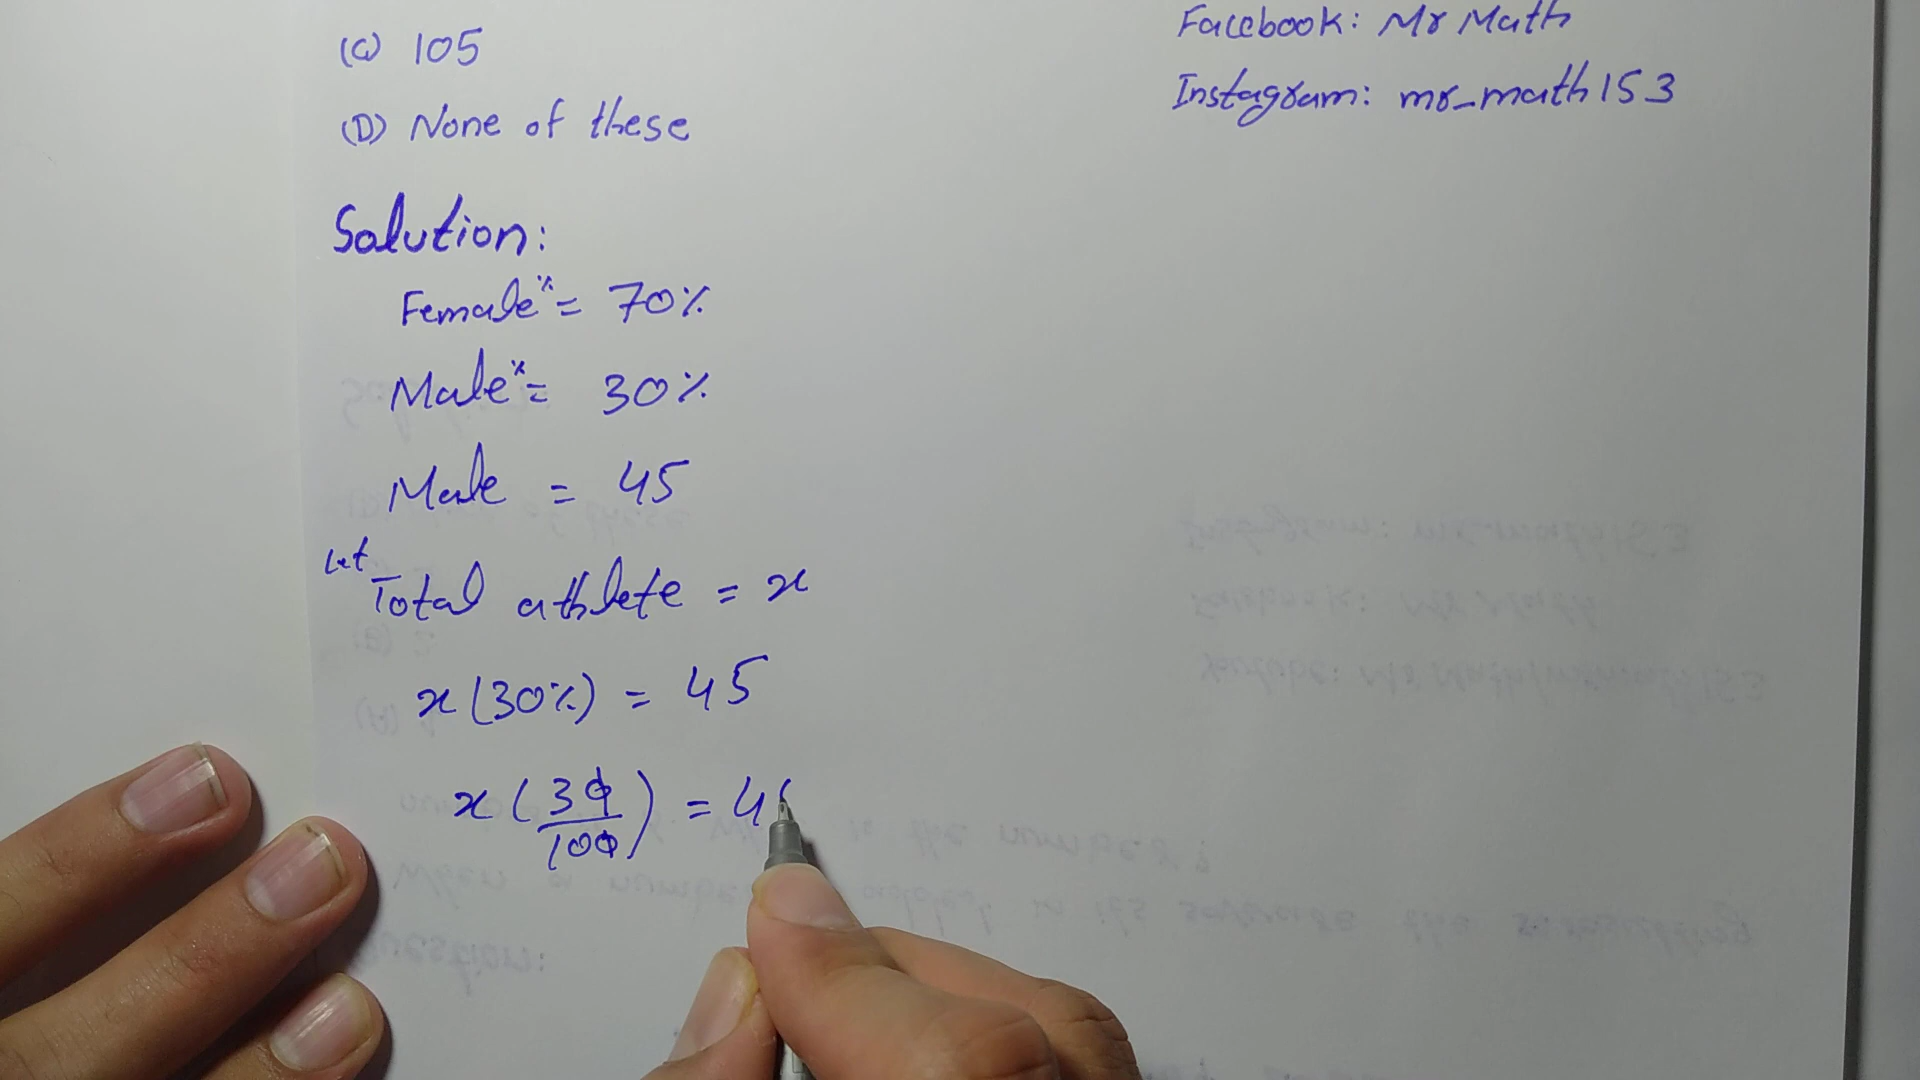 (C) 105
(D) None of these
Facebook: Mr Math
Instagram: mr_math153
Solution:
Female% = 70%
Male% = 30%
Male = 45
Let Total athlete = x
x(30%) = 45
x(30/100) = 4